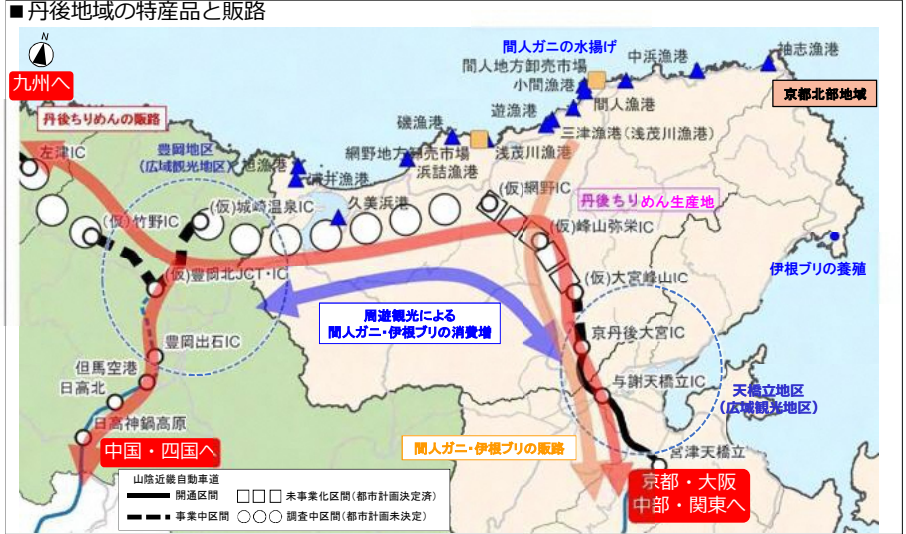 ■丹後地域の特産品と販路
N
九州へ
間人ガニの水揚げ
間人地方卸売市場
小間漁港
中浜漁港
袖志漁港
京都北部地域
丹後ちりめんの販路
遊漁港
間人漁港
磯漁港
三津漁港(浅茂川漁港)
豊岡地区
(広域観光地区)
左津IC
旭漁港
網野地方卸売市場
浅茂川漁港
浜詰漁港
浦井漁港
久美浜港
(仮)網野IC
丹後ちりめん生産地
(仮)城崎温泉IC
(仮)竹野IC
(仮)峰山弥栄IC
伊根ブリの養殖
(仮)豊岡北JCT・IC
(仮)大宮峰山IC
周遊観光による
間人ガニ・伊根ブリの消費増
京丹後大宮IC
豊岡出石IC
但馬空港
日高北
与謝天橋立IC
天橋立地区
(広域観光地区)
日高神鍋高原
中国・四国へ
間人ガニ・伊根ブリの販路
宮津天橋立
京都・大阪
中部・関東へ
山陰近畿自動車道
開通区間
未事業化区間(都市計画決定済)
事業中区間
調査中区間(都市計画未決定)